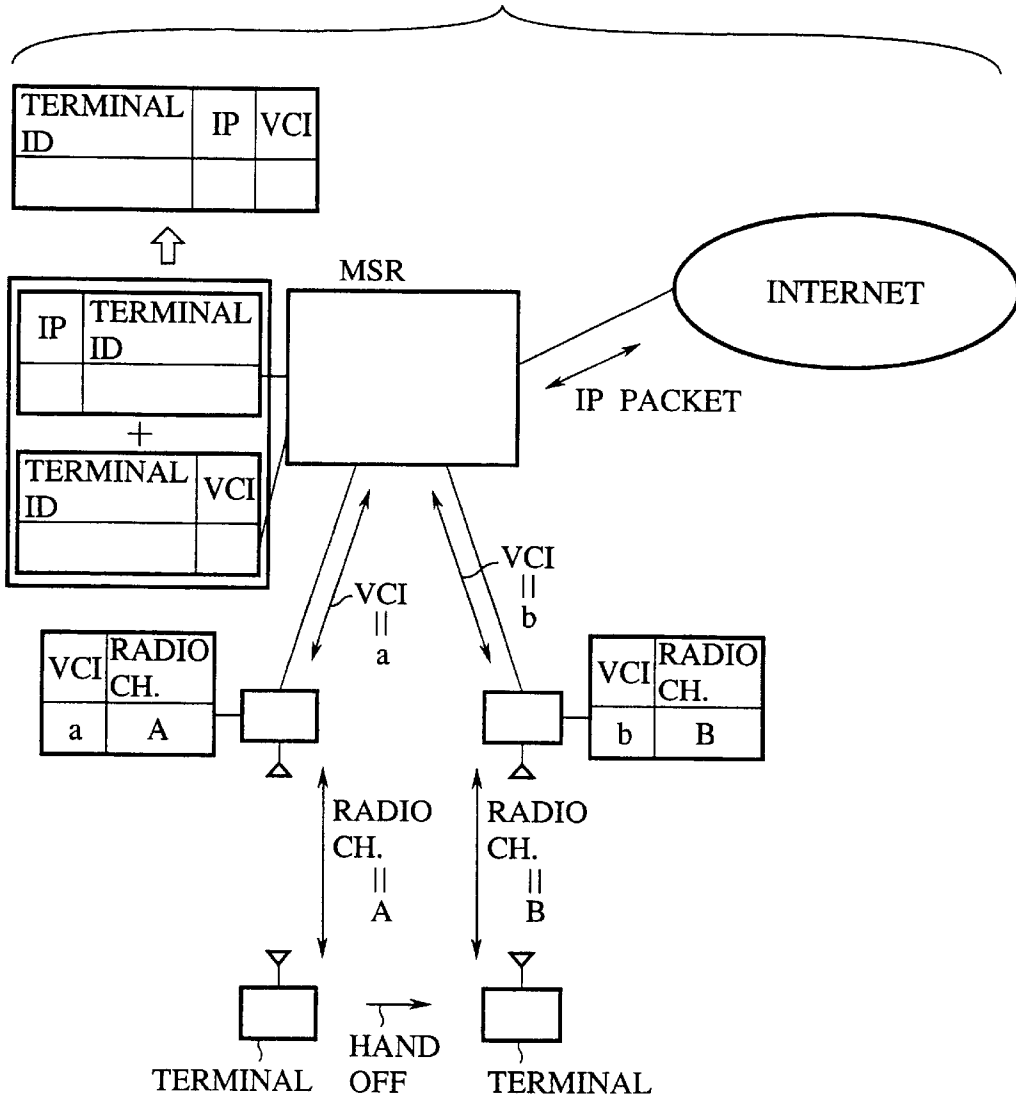 TERMINAL
ID
IP
VCI
MSR
INTERNET
IP
TERMINAL
ID
IP PACKET
+
TERMINAL
ID
VCI
VCI
=
a
VCI
=
b
VCI
RADIO
CH.
a
A
VCI
RADIO
CH.
b
B
RADIO
CH.
=
A
RADIO
CH.
=
B
HAND
OFF
TERMINAL
TERMINAL